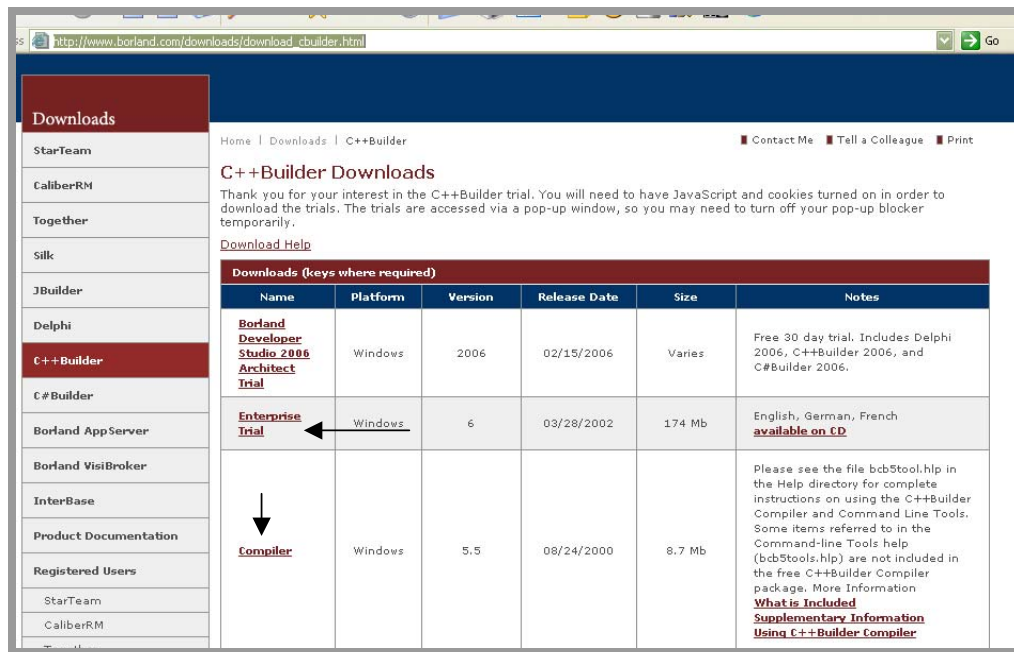 http://www.borland.com/downloads/download_cbuilder.html
Go
Downloads
StarTeam
CaliberRM
Together
Silk
JBuilder
Delphi
C++Builder
C#Builder
Borland AppServer
Borland VisiBroker
InterBase
Product Documentation
Registered Users
StarTeam
CaliberRM
Home | Downloads | C++Builder
Contact Me Tell a Colleague Print
C++Builder Downloads
Thank you for your interest in the C++Builder trial. You will need to have JavaScript and cookies turned on in order to
download the trials. The trials are accessed via a pop-up window, so you may need to turn off your pop-up blocker
temporarily.
Download Help
Downloads (keys where required)
Name Platform Version Release Date Size Notes
Borland
Developer
Studio 2006
Architect
Trial
Windows 2006 02/15/2006 Varies
Free 30 day trial. Includes Delphi
2006, C++Builder 2006, and
C#Builder 2006.
Enterprise
Trial
Windows 6 03/28/2002 174 Mb
English, German, French
available on CD
Compiler Windows 5.5 08/24/2000 8.7 Mb
Please see the file bcb5tool.hlp in
the Help directory for complete
instructions on using the C++Builder
Compiler and Command Line Tools.
Some items referred to in the
Command-line Tools help
(bcb5tools.hlp) are not included in
the free C++Builder Compiler
package. More Information
What is Included
Supplementary Information
Using C++Builder Compiler